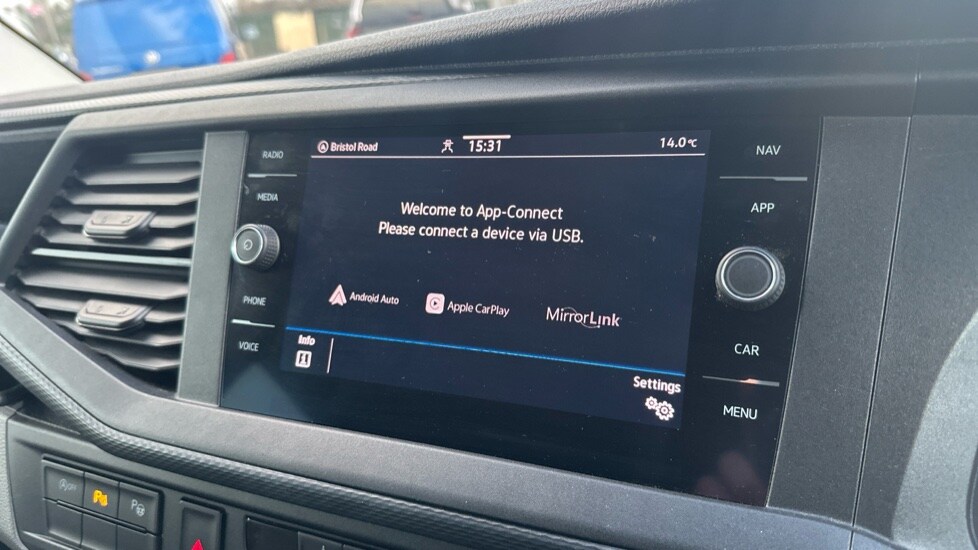 RADIO
MEDIA
PHONE
VOICE
Bristol Road
15:31
14.0°C
Welcome to App-Connect
Please connect a device via USB.
Android Auto
Apple CarPlay
MirrorLink
Info
Settings
NAV
APP
CAR
MENU